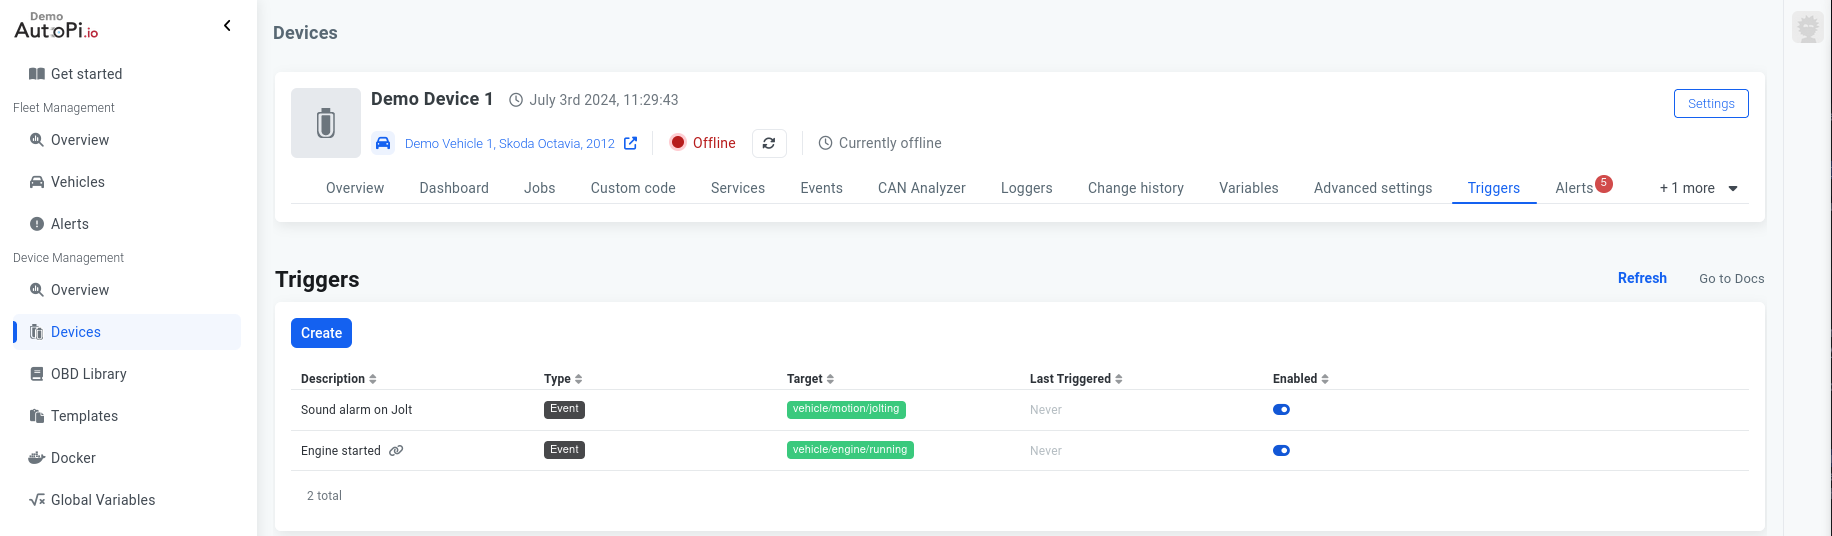 Demo
AutoPi.io
Get started
Fleet Management
Overview
Vehicles
Alerts
Device Management
Overview
Devices
OBD Library
Templates
Docker
Global Variables
Devices
Demo Device 1 July 3rd 2024, 11:29:43
Settings
Demo Vehicle 1, Skoda Octavia, 2012 Offline Currently offline
Overview Dashboard Jobs Custom code Services Events CAN Analyzer Loggers Change history Variables Advanced settings Triggers Alerts 5 + 1 more
Triggers
Refresh Go to Docs
Create
Description Type Target Last Triggered Enabled
Sound alarm on Jolt Event vehicle/motion/jolting Never
Engine started Event vehicle/engine/running Never
2 total